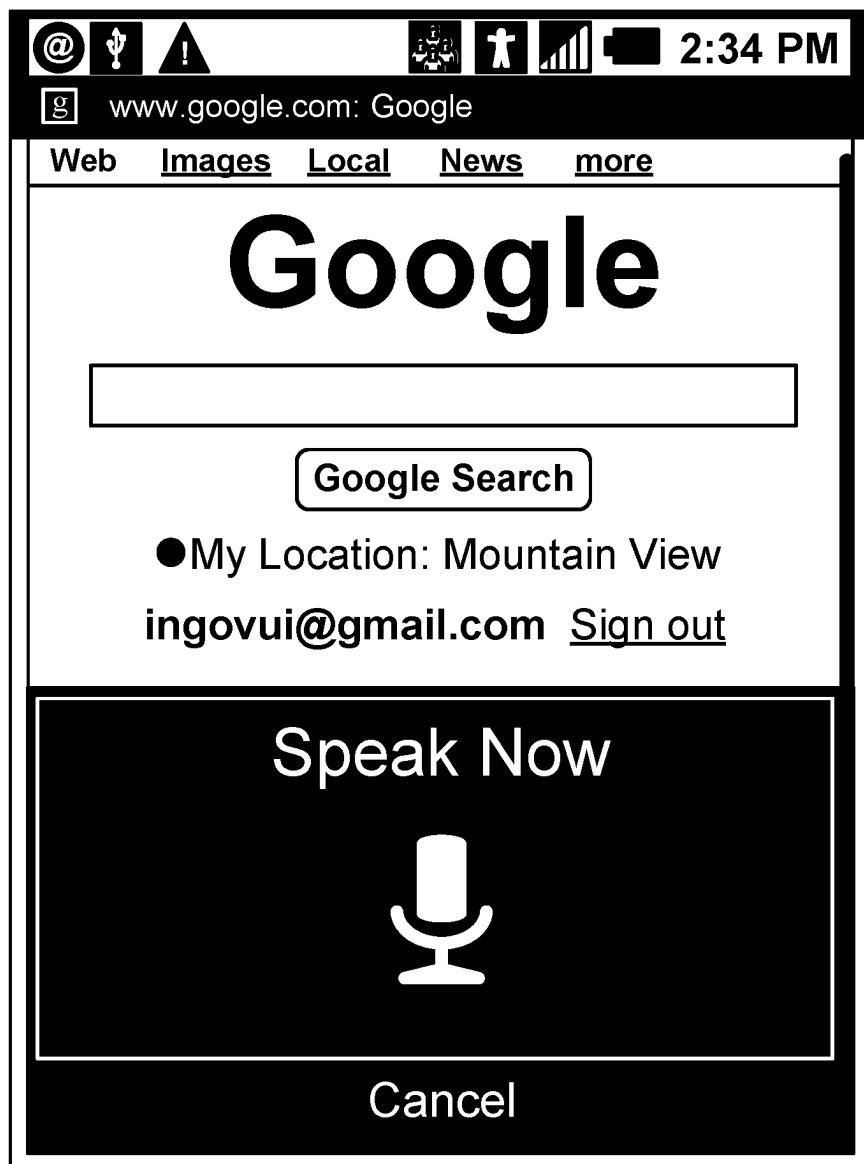 @ ! 2:34 PM
g www.google.com: Google
Web Images Local News more
Google
Google Search
My Location: Mountain View
ingovui@gmail.com Sign out
Speak Now
Cancel